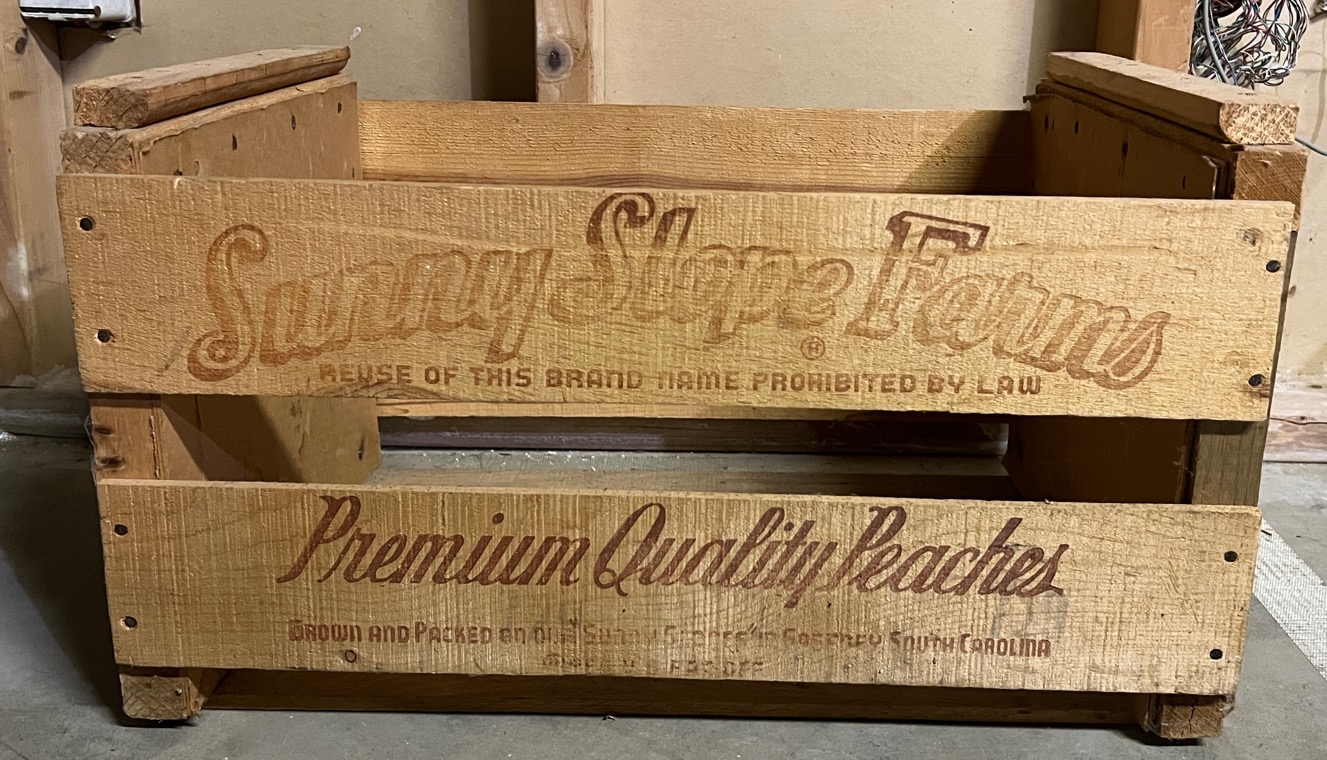 Sunny Slope Farms
®
REUSE OF THIS BRAND NAME PROHIBITED BY LAW
Premium Quality Peaches
GROWN AND PACKED ON OUR "SUNNY SLOPES" IN GAFFNEY SOUTH CAROLINA